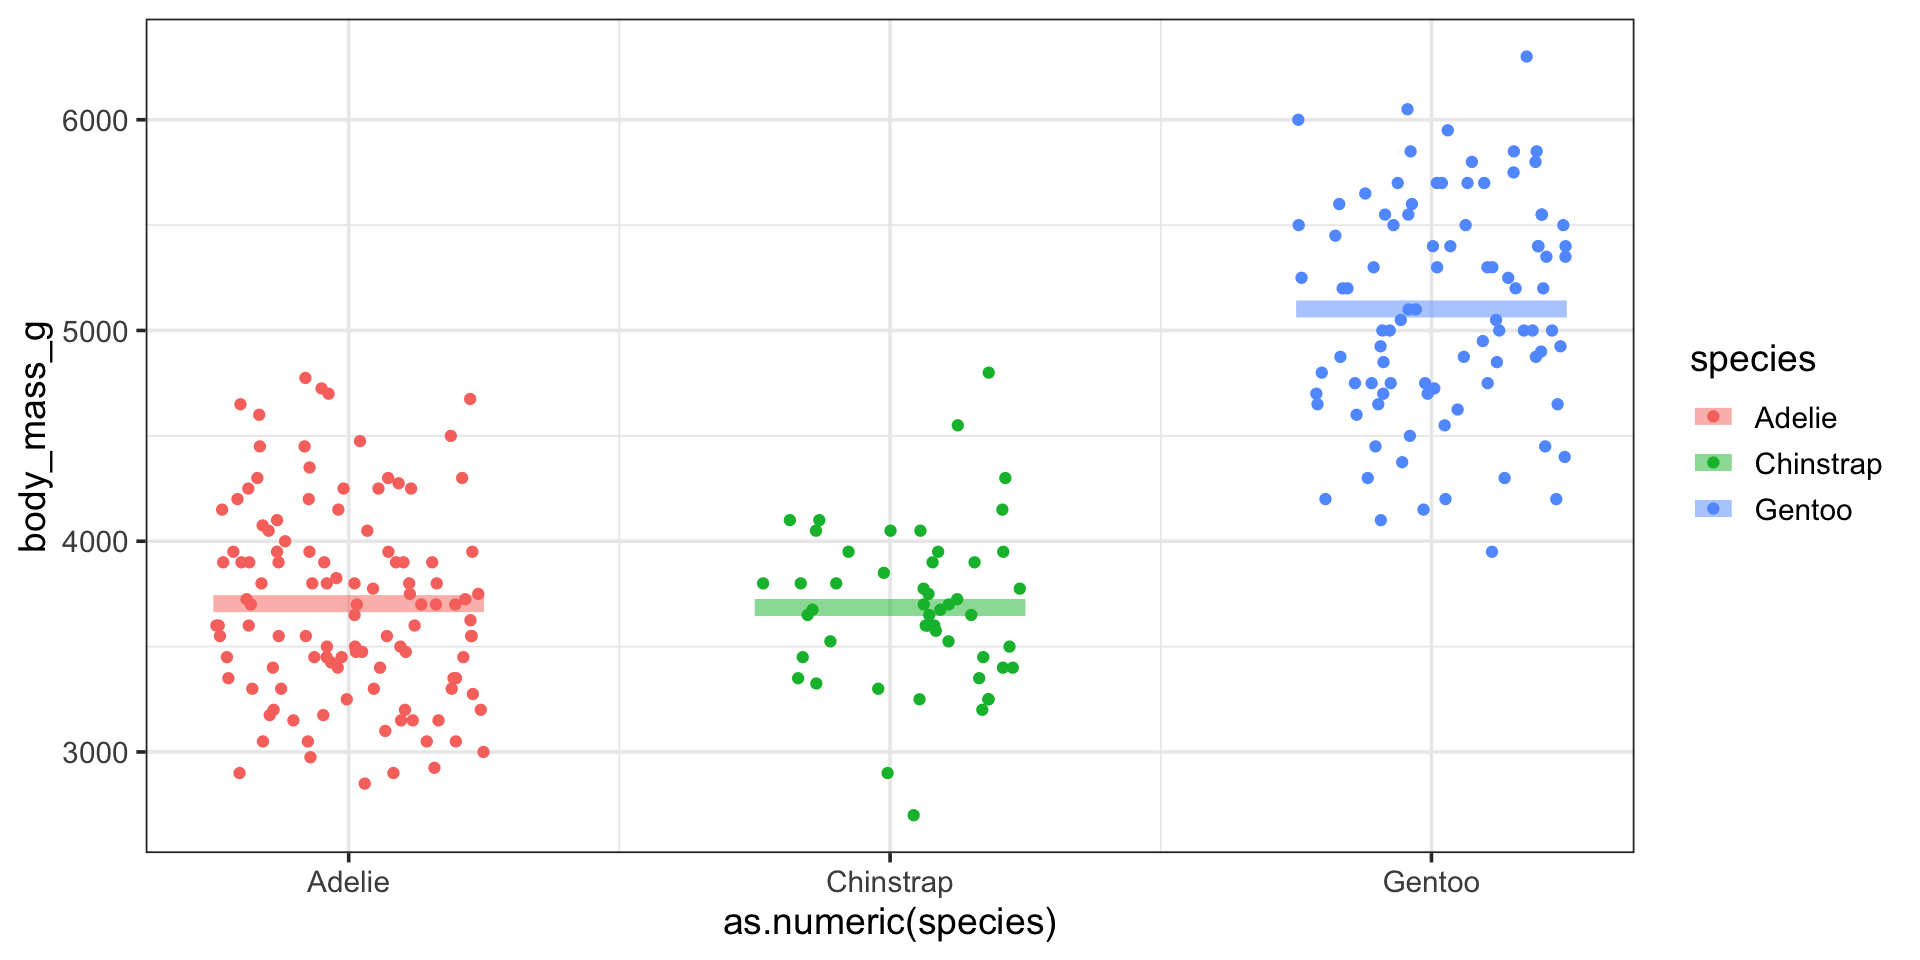 body_mass_g
6000
5000
4000
3000
Adelie
Chinstrap
Gentoo
as.numeric(species)
species
Adelie
Chinstrap
Gentoo